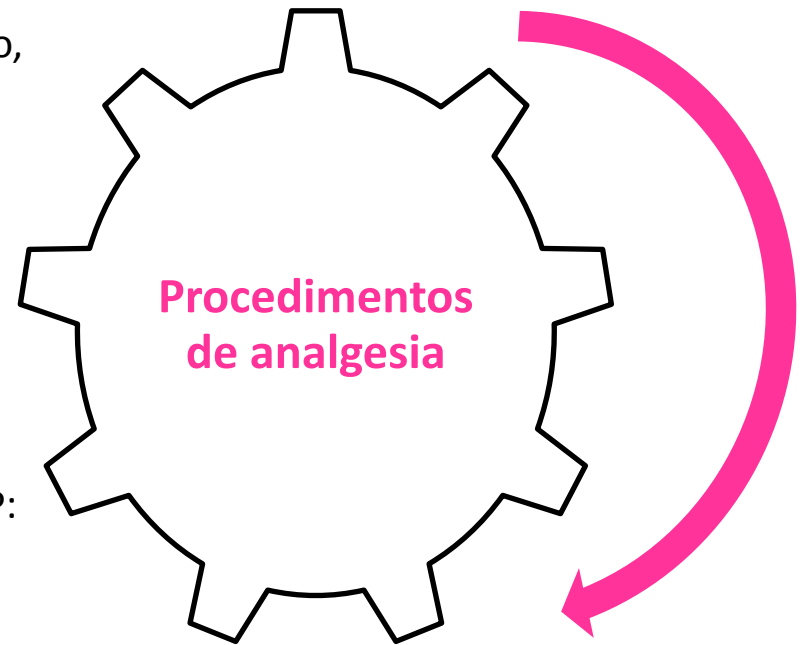 o,
Procedimentos
de analgesia
: